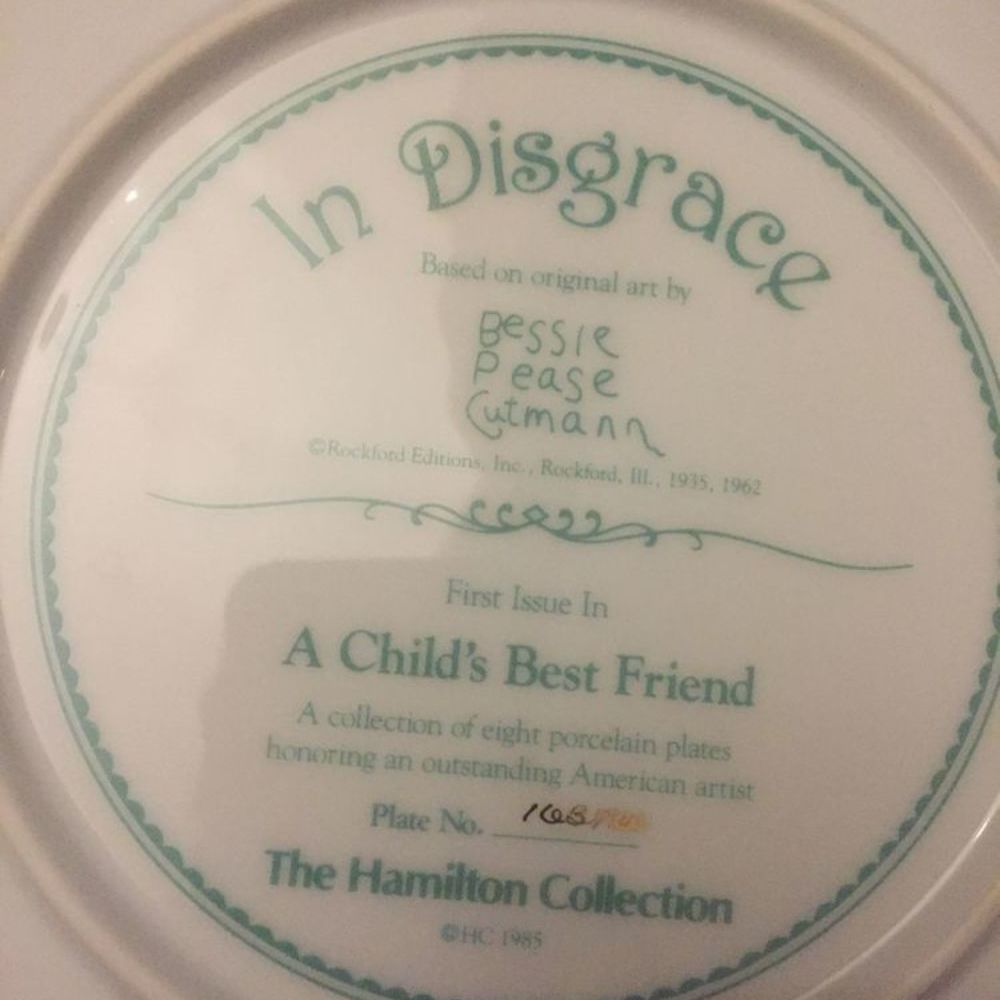 In Disgrace
Based on original art by
Bessie
Pease
Gutmann
©Rockford Editions, Inc., Rockford, Ill., 1935, 1962
First Issue In
A Child's Best Friend
A collection of eight porcelain plates
honoring an outstanding American artist
Plate No.
The Hamilton Collection
©HC 1985